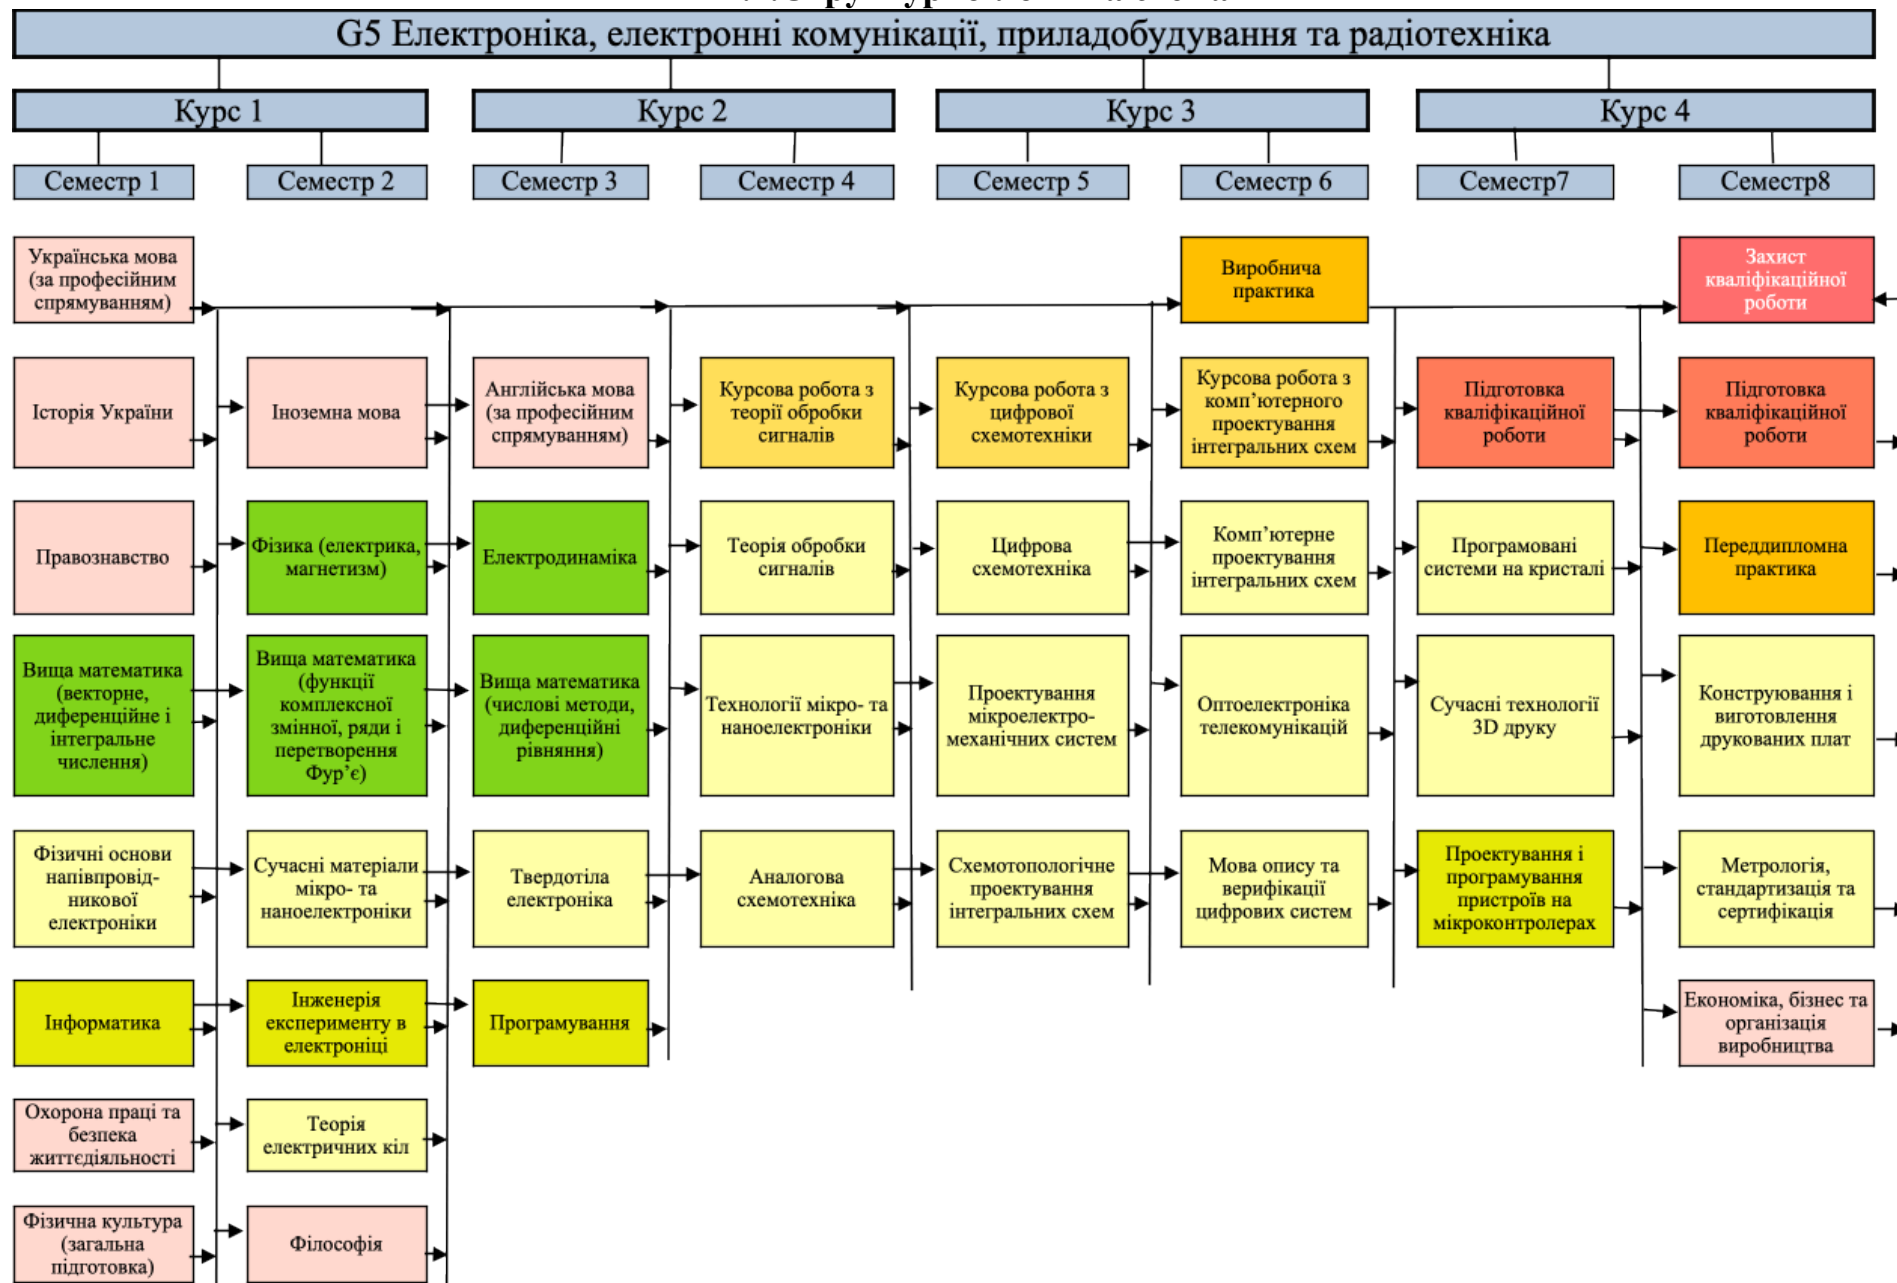 G5 Електроніка, електронні комунікації, приладобудування та радіотехніка
Курс 1
Курс 2
Курс 3
Курс 4
Семестр 1
Семестр 2
Семестр 3
Семестр 4
Семестр 5
Семестр 6
Семестр7
Семестр8
Українська мова
(за професійним
спрямуванням)
Виробнича
практика
Захист
кваліфікаційної
роботи
Історія України
Іноземна мова
Англійська мова
(за професійним
спрямуванням)
Курсова робота з
теорії обробки
сигналів
Курсова робота з
цифрової
схемотехніки
Курсова робота з
комп’ютерного
проектування
інтегральних схем
Підготовка
кваліфікаційної
роботи
Підготовка
кваліфікаційної
роботи
Правознавство
Фізика (електрика,
магнетизм)
Електродинаміка
Теорія обробки
сигналів
Цифрова
схемотехніка
Комп’ютерне
проектування
інтегральних схем
Програмовані
системи на кристалі
Переддипломна
практика
Вища математика
(векторне,
диференційне і
інтегральне
числення)
Вища математика
(функції
комплексної
змінної, ряди і
перетворення
Фур’є)
Вища математика
(числові методи,
диференційні
рівняння)
Технології мікро- та
наноелектроніки
Проектування
мікроелектро-
механічних систем
Оптоелектроніка
телекомунікацій
Сучасні технології
3D друку
Конструювання і
виготовлення
друкованих плат
Фізичні основи
напівпровід-
никової
електроніки
Сучасні матеріали
мікро- та
наноелектроніки
Твердотіла
електроніка
Аналогова
схемотехніка
Схемотопологічне
проектування
інтегральних схем
Мова опису та
верифікації
цифрових систем
Проектування і
програмування
пристроїв на
мікроконтролерах
Метрологія,
стандартизація та
сертифікація
Інформатика
Інженерія
експерименту в
електроніці
Програмування
Економіка, бізнес та
організація
виробництва
Охорона праці та
безпека
життєдіяльності
Теорія
електричних кіл
Фізична культура
(загальна
підготовка)
Філософія